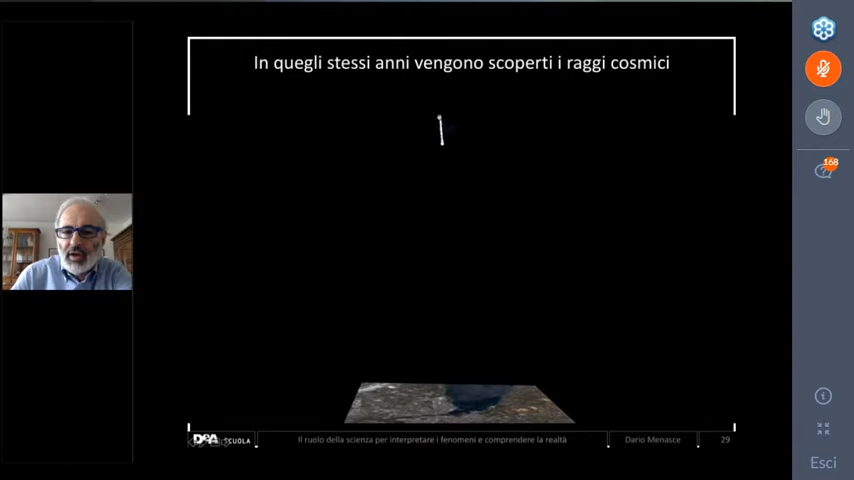 In quegli stessi anni vengono scoperti i raggi cosmici
168
DeA SCUOLA
Il ruolo della scienza per interpretare i fenomeni e comprendere la realtà
Dario Menasce
29
Esci